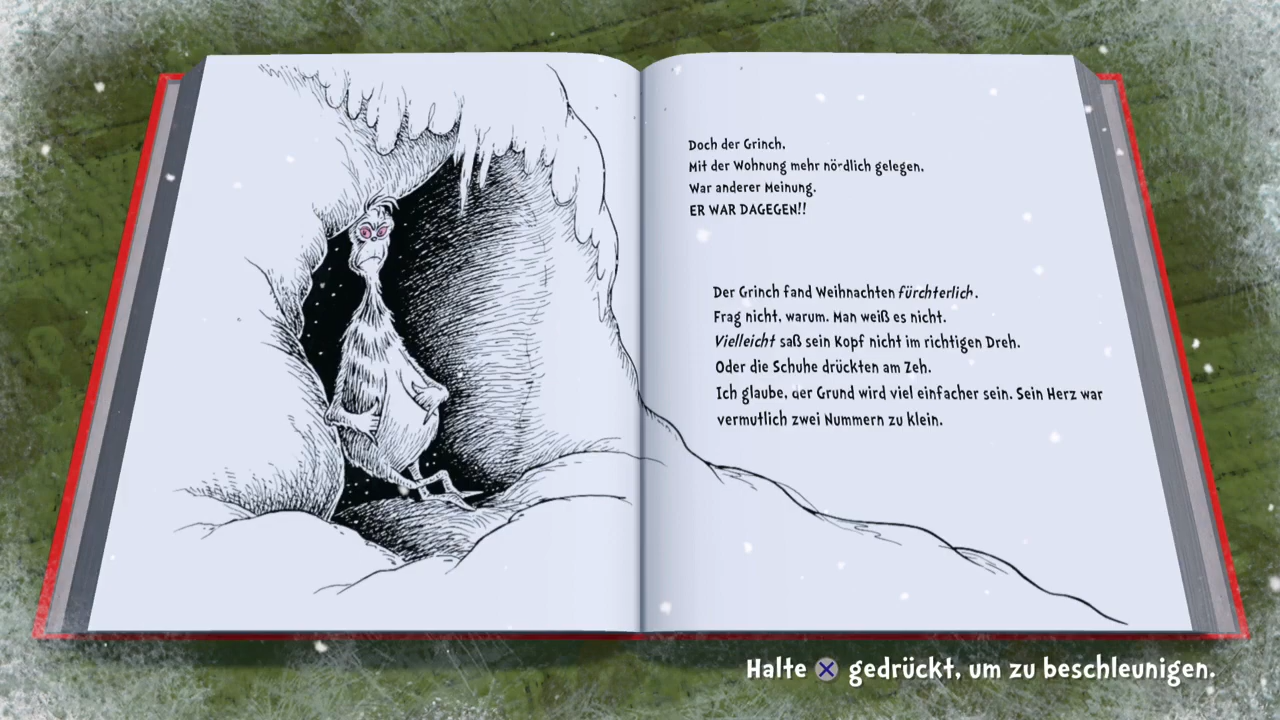 Doch der Grinch,
Mit der Wohnung mehr nö-dlich gelegen,
War anderer Meinung.
ER WAR DAGEGEN!!
Der Grinch fand Weihnachten fürchterlich.
Frag nicht, warum. Man weiß es nicht.
Vielleicht saß sein Kopf nicht im richtigen Dreh.
Oder die Schuhe drückten am Zeh.
Ich glaube, der Grund wird viel einfacher sein. Sein Herz war
vermutlich zwei Nummern zu klein.
Halte ⊗ gedrückt, um zu beschleunigen.